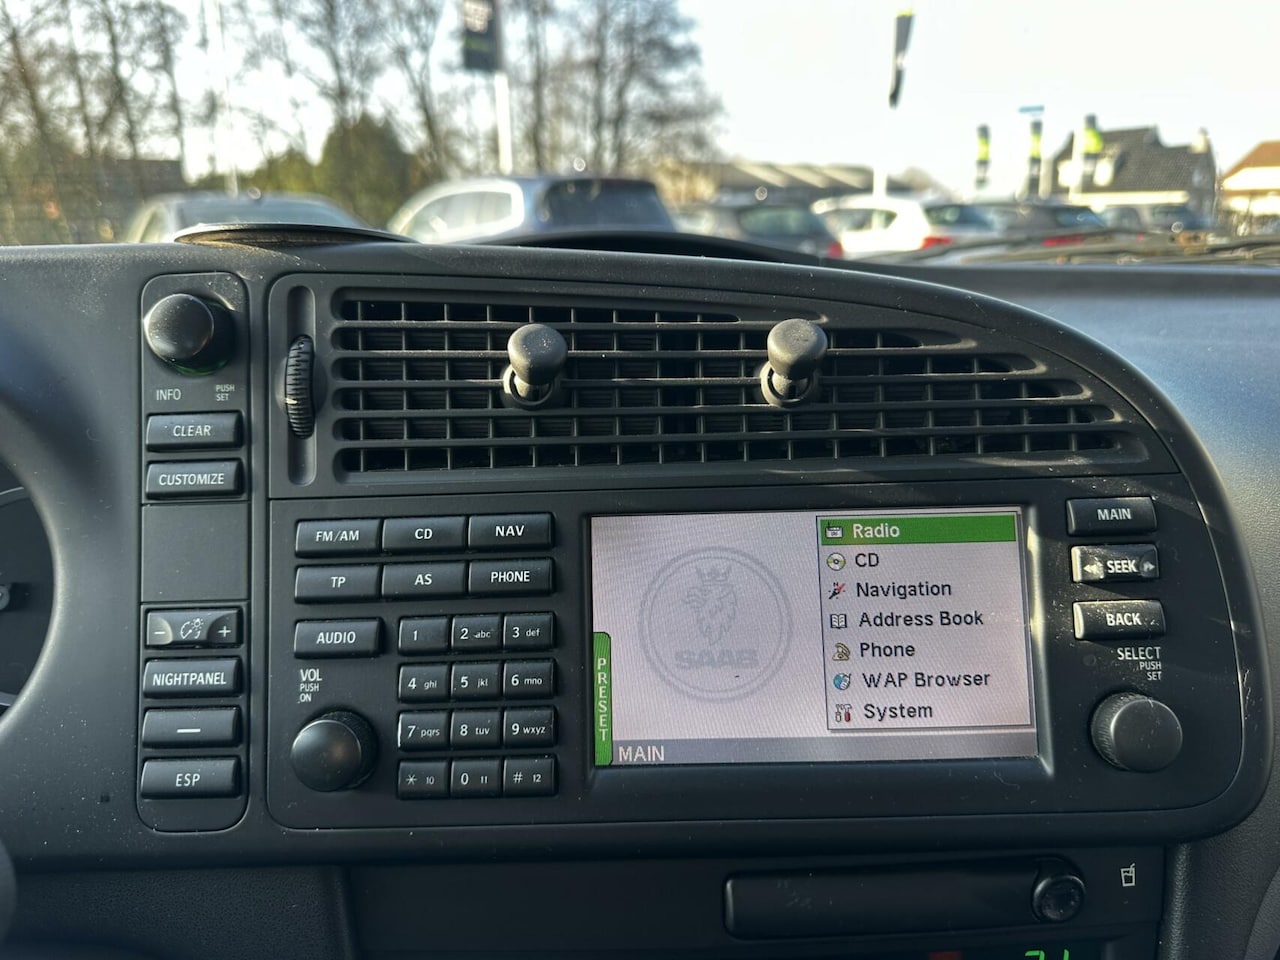 INFO
PUSH
SET
CLEAR
CUSTOMIZE
− +
NIGHTPANEL
ESP
FM/AM CD NAV
TP AS PHONE
AUDIO
VOL
PUSH
ON
1 2 abc 3 def
4 ghi 5 jkl 6 mno
7 pqrs 8 tuv 9 wxyz
* 10 0 11 # 12
PRESET
SAAB
Radio
CD
Navigation
Address Book
Phone
WAP Browser
System
MAIN
MAIN
SEEK
BACK
SELECT
PUSH
SET